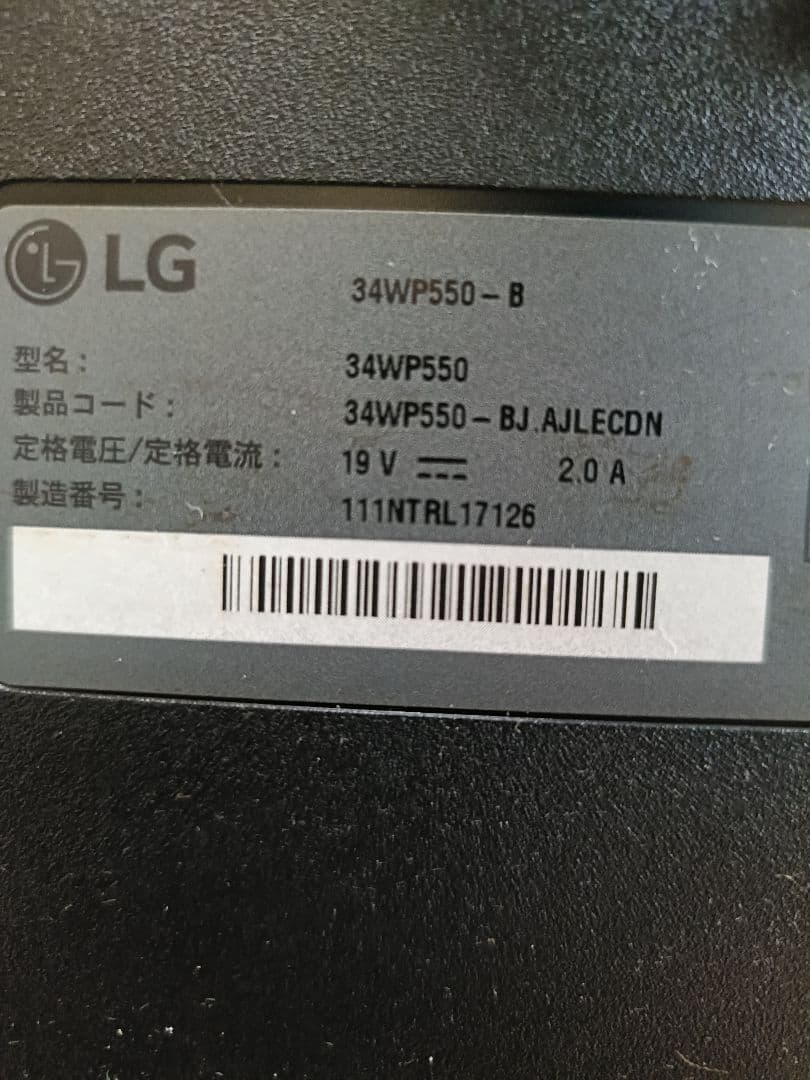 LG
34WP550-B
型名: 34WP550
製品コード: 34WP550-BJ.AJLECDN
定格電圧/定格電流: 19 V ⎓ 2.0 A
製造番号: 111NTRL17126